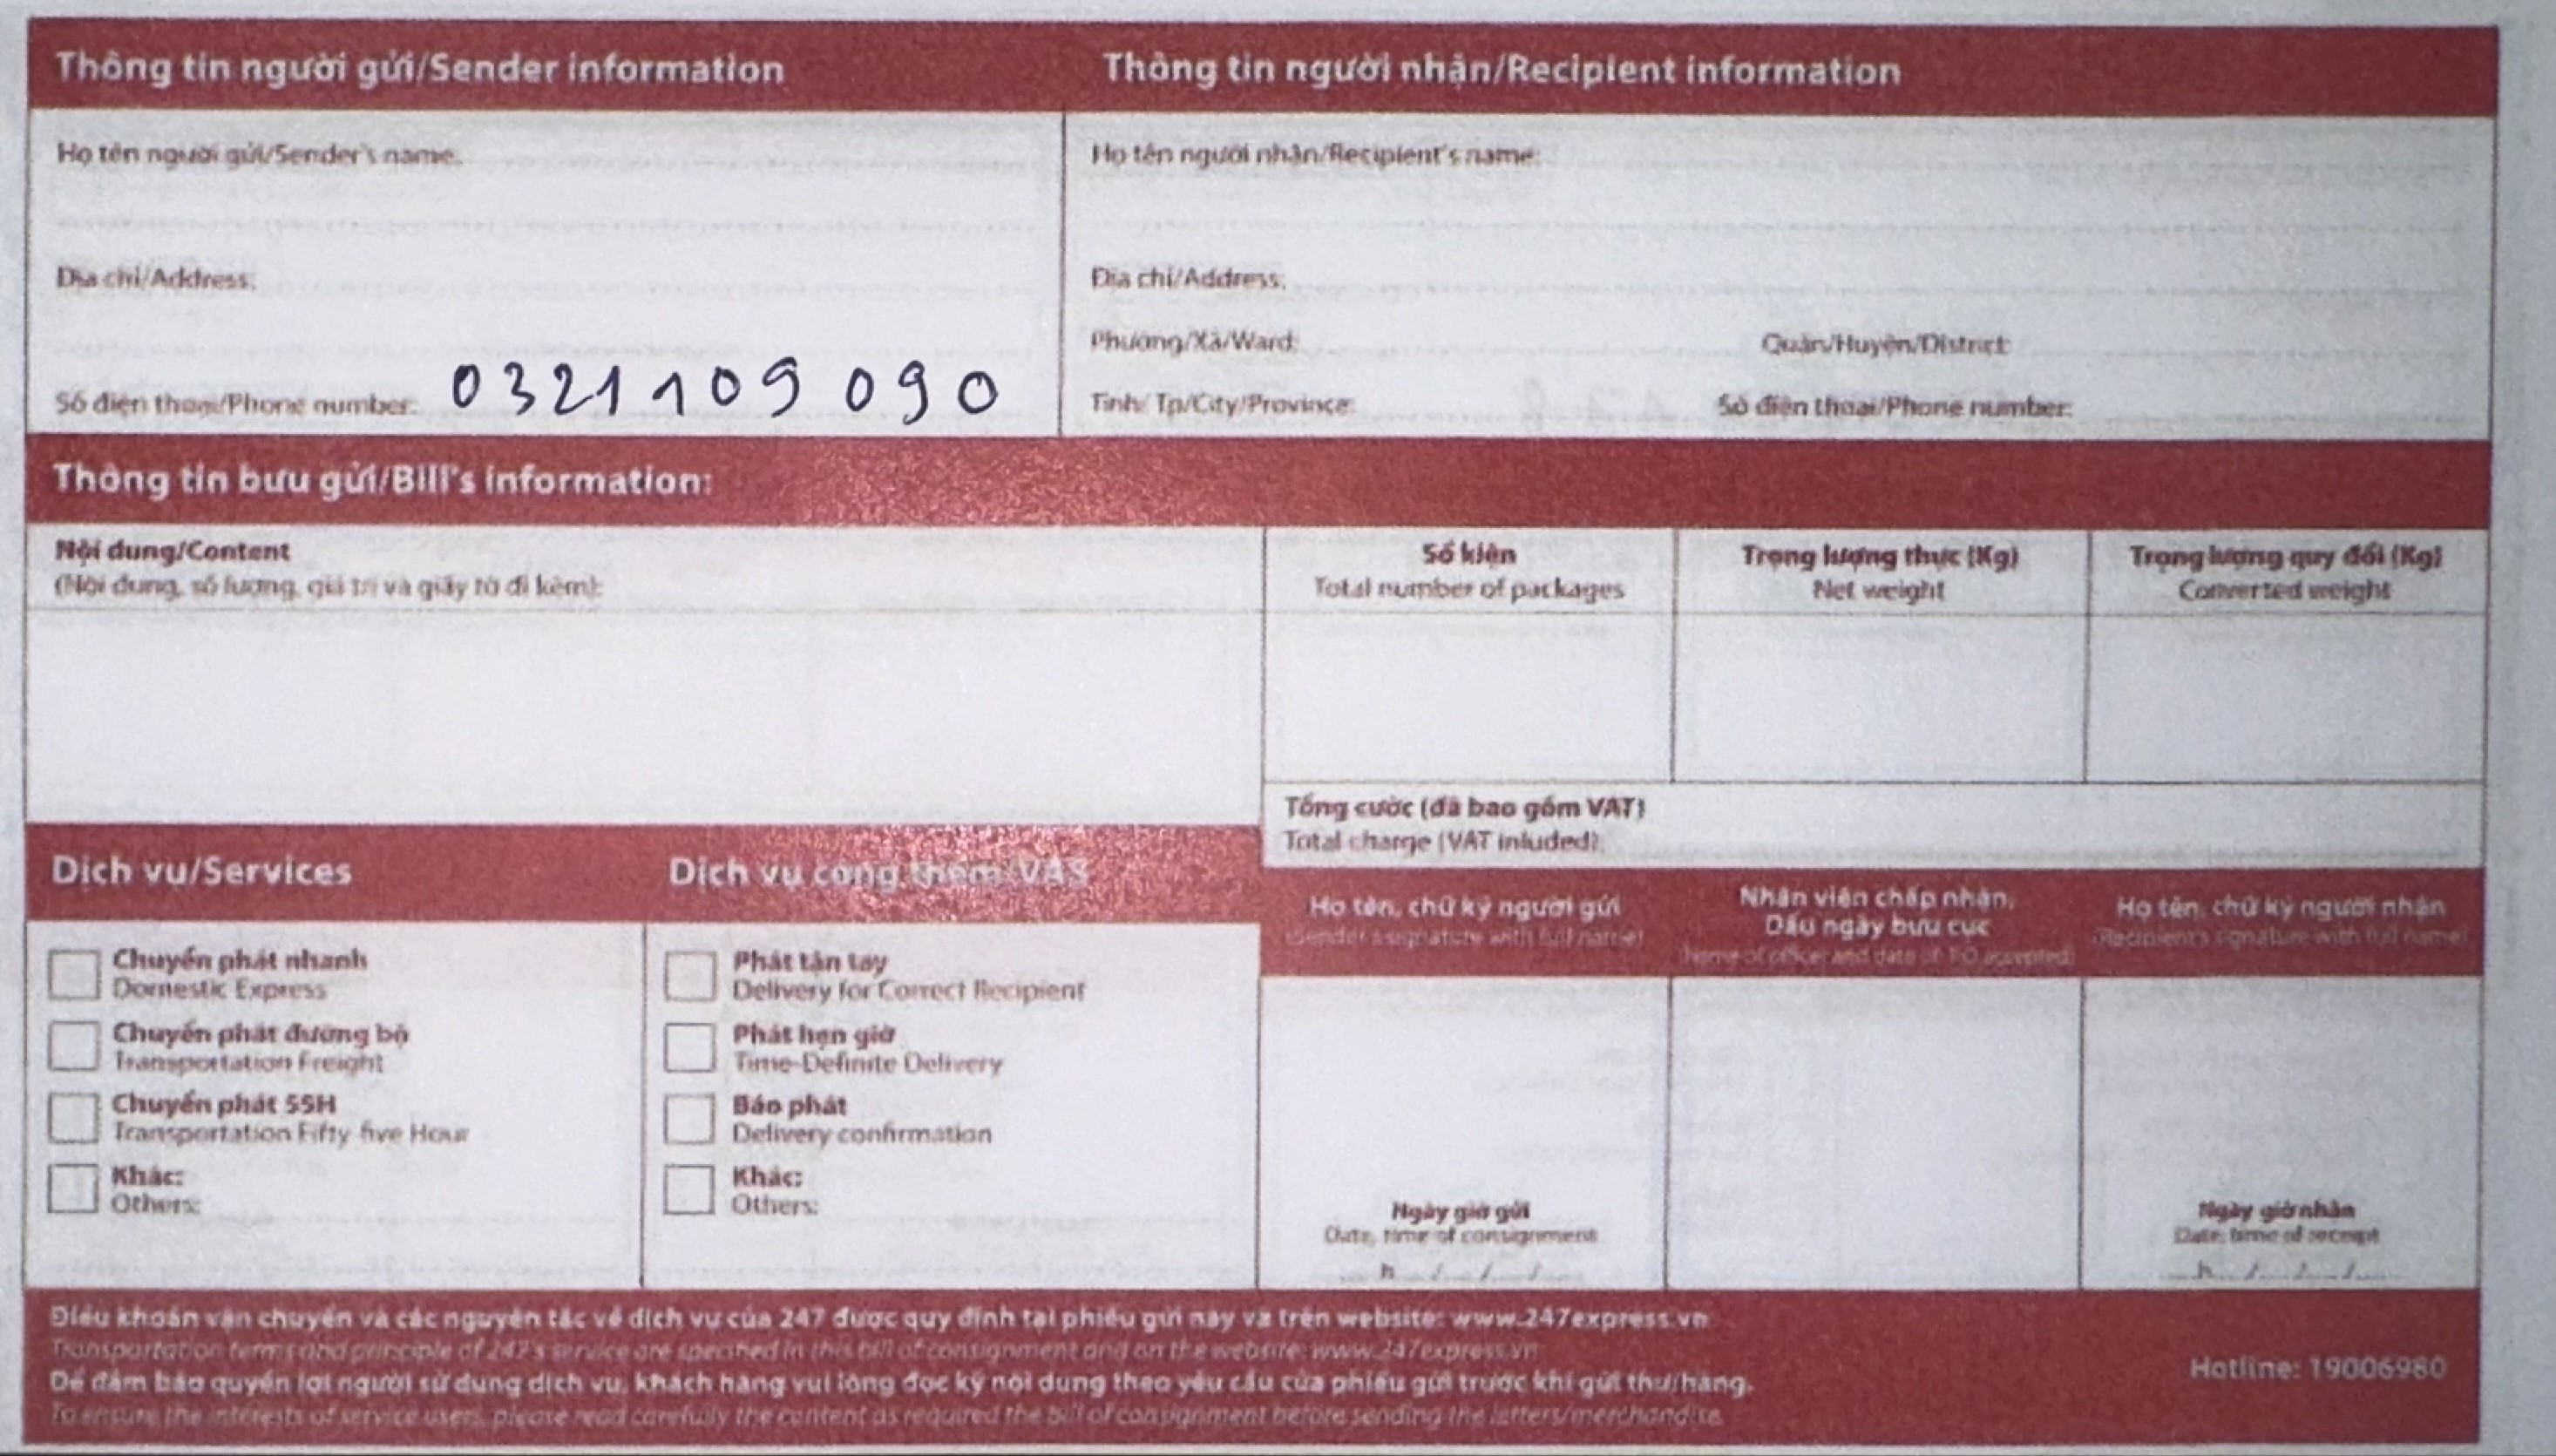 Thông tin người gửi/Sender information
Thông tin người nhận/Recipient information
Họ tên người gửi/Sender's name:
Địa chỉ/Address:
Số điện thoại/Phone number: 0321109090
Họ tên người nhận/Recipient's name:
Địa chỉ/Address:
Phường/Xã/Ward: Quận/Huyện/District:
Tỉnh/ Tp/City/Province: Số điện thoại/Phone number:
Thông tin bưu gửi/Bill's information:
Nội dung/Content
(Nội dung, số lượng, giá trị và giấy tờ đi kèm):
Số kiện
Total number of packages
Trọng lượng thực (Kg)
Net weight
Trọng lượng quy đổi (Kg)
Converted weight
Tổng cước (đã bao gồm VAT)
Total charge (VAT inluded):
Dịch vụ/Services
Chuyển phát nhanh
Domestic Express
Chuyển phát đường bộ
Transportation Freight
Chuyển phát 55H
Transportation Fifty-five Hour
Khác:
Others:
Dịch vụ cộng thêm/VAS
Phát tận tay
Delivery for Correct Recipient
Phát hẹn giờ
Time-Definite Delivery
Báo phát
Delivery confirmation
Khác:
Others:
Họ tên, chữ ký người gửi
(Sender's signature with full name)
Ngày giờ gửi
Date, time of consignment
h / / /
Nhân viên chấp nhận,
Dấu ngày bưu cục
Name of officer and date of P.O accepted
Họ tên, chữ ký người nhận
(Recipient's signature with full name)
Ngày giờ nhận
Date, time of receipt
h / / /
Điều khoản vận chuyển và các nguyên tắc về dịch vụ của 247 được quy định tại phiếu gửi này và trên website: www.247express.vn
Transportation terms and principle of 247's service are specified in this bill of consignment and on the website: www.247express.vn
Để đảm bảo quyền lợi người sử dụng dịch vụ, khách hàng vui lòng đọc kỹ nội dung theo yêu cầu của phiếu gửi trước khi gửi thư/hàng.
To ensure the interests of service users, please read carefully the content as required the bill of consignment before sending the letters/merchandise.
Hotline: 19006980